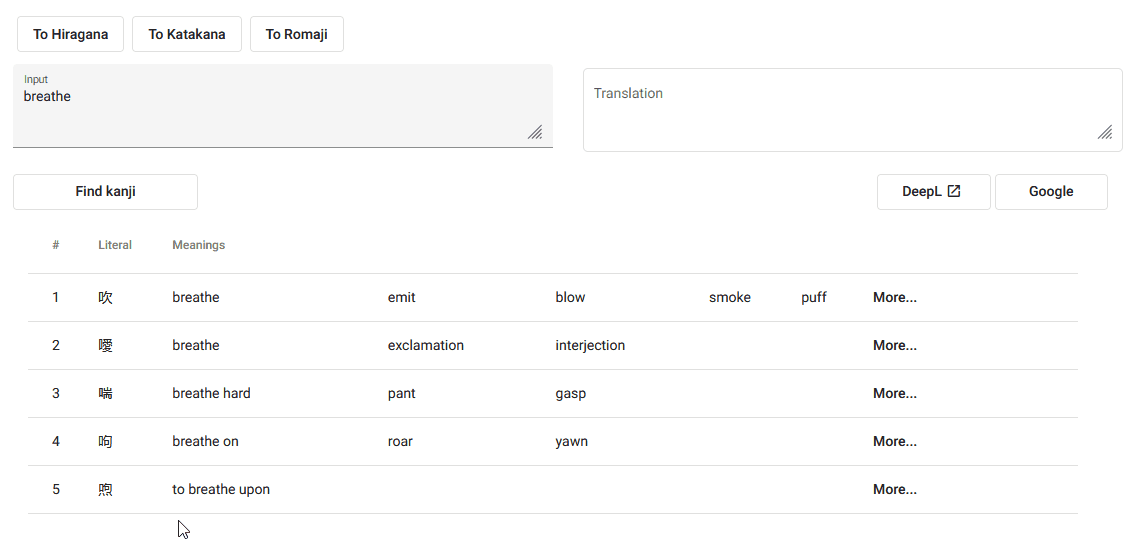 To Hiragana To Katakana To Romaji
Input
breathe
Translation
Find kanji DeepL Google
# Literal Meanings
1 吹 breathe emit blow smoke puff More...
2 噯 breathe exclamation interjection More...
3 喘 breathe hard pant gasp More...
4 呴 breathe on roar yawn More...
5 喣 to breathe upon More...